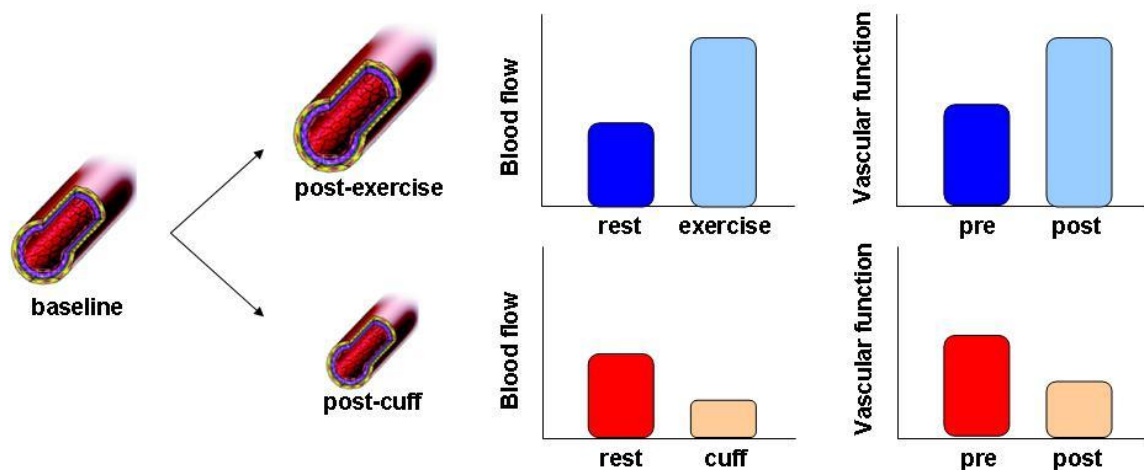 baseline
post-exercise
post-cuff
Blood flow
rest exercise
Vascular function
pre post
Blood flow
rest cuff
Vascular function
pre post